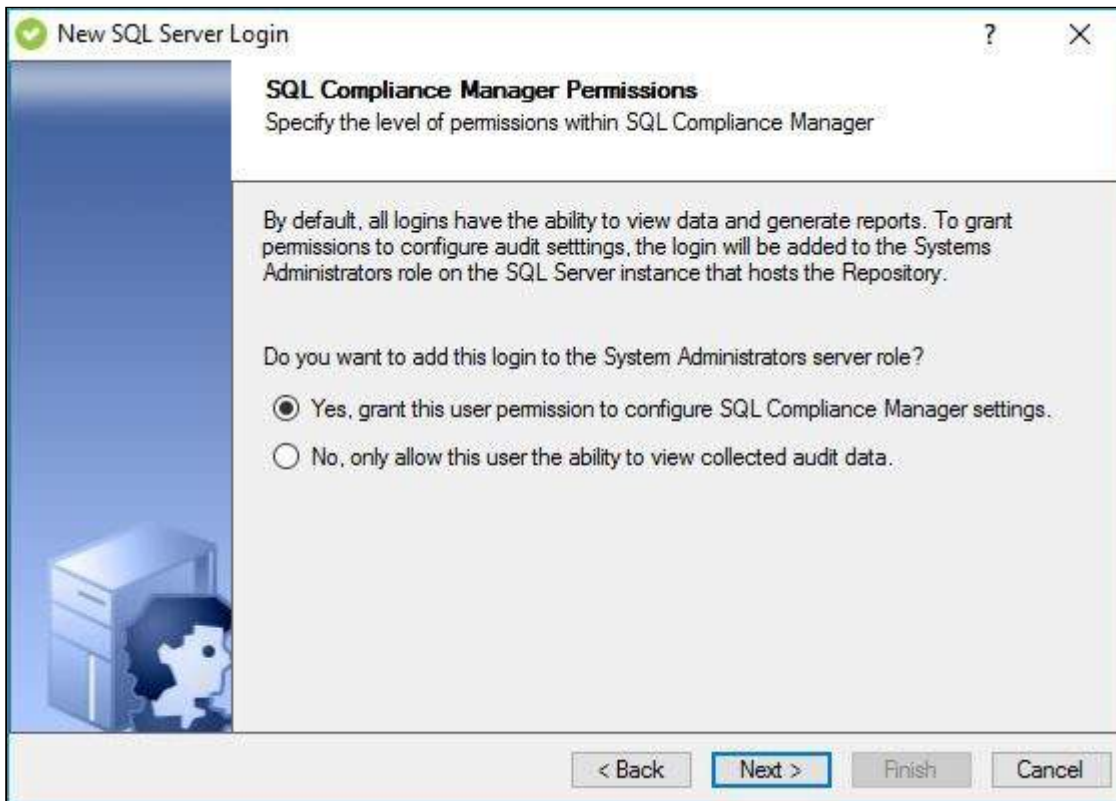 New SQL Server Login
?
SQL Compliance Manager Permissions
Specify the level of permissions within SQL Compliance Manager
By default, all logins have the ability to view data and generate reports. To grant
permissions to configure audit setttings, the login will be added to the Systems
Administrators role on the SQL Server instance that hosts the Repository.
Do you want to add this login to the System Administrators server role?
Yes, grant this user permission to configure SQL Compliance Manager settings.
No, only allow this user the ability to view collected audit data.
< Back Next > Finish Cancel